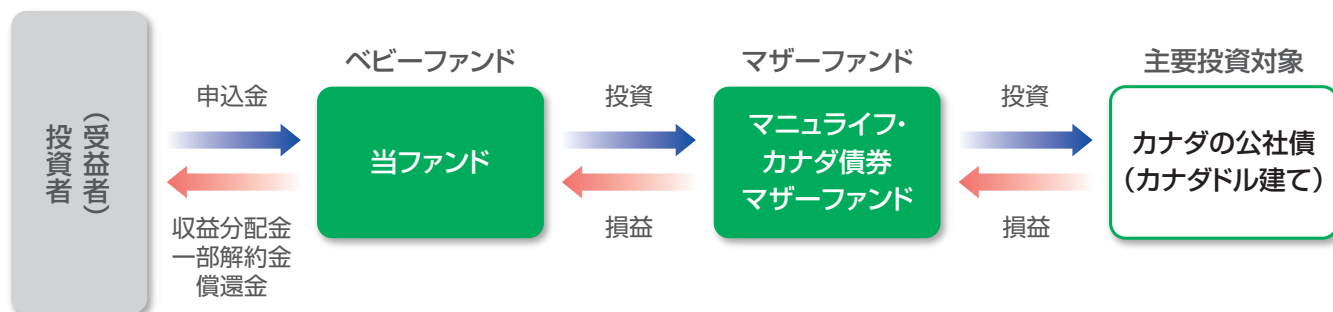 投資者
(受益者)
申込金
収益分配金
一部解約金
償還金
ベビーファンド
当ファンド
投資
損益
マザーファンド
マニュライフ・
カナダ債券
マザーファンド
投資
損益
主要投資対象
カナダの公社債
(カナダドル建て)